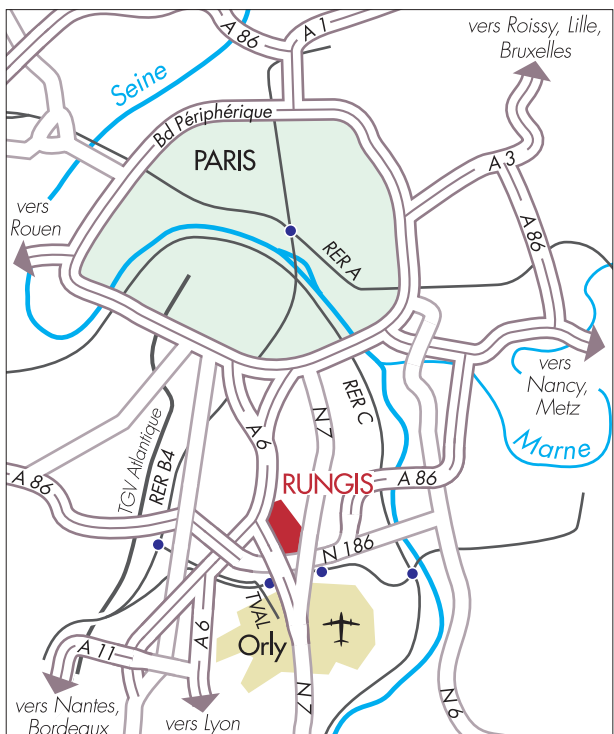 A 86
A 1
vers Roissy, Lille,
Bruxelles
Seine
Bd Périphérique
PARIS
A 3
vers
Rouen
A 86
RER A
vers
Nancy,
Metz
RER C
N 7
A 6
TGV Atlantique
RER B4
Marne
A 86
RUNGIS
A 86
N 186
TVAL
Orly
A 11
A 6
N 7
N 6
vers Nantes,
Bordeaux
vers Lyon